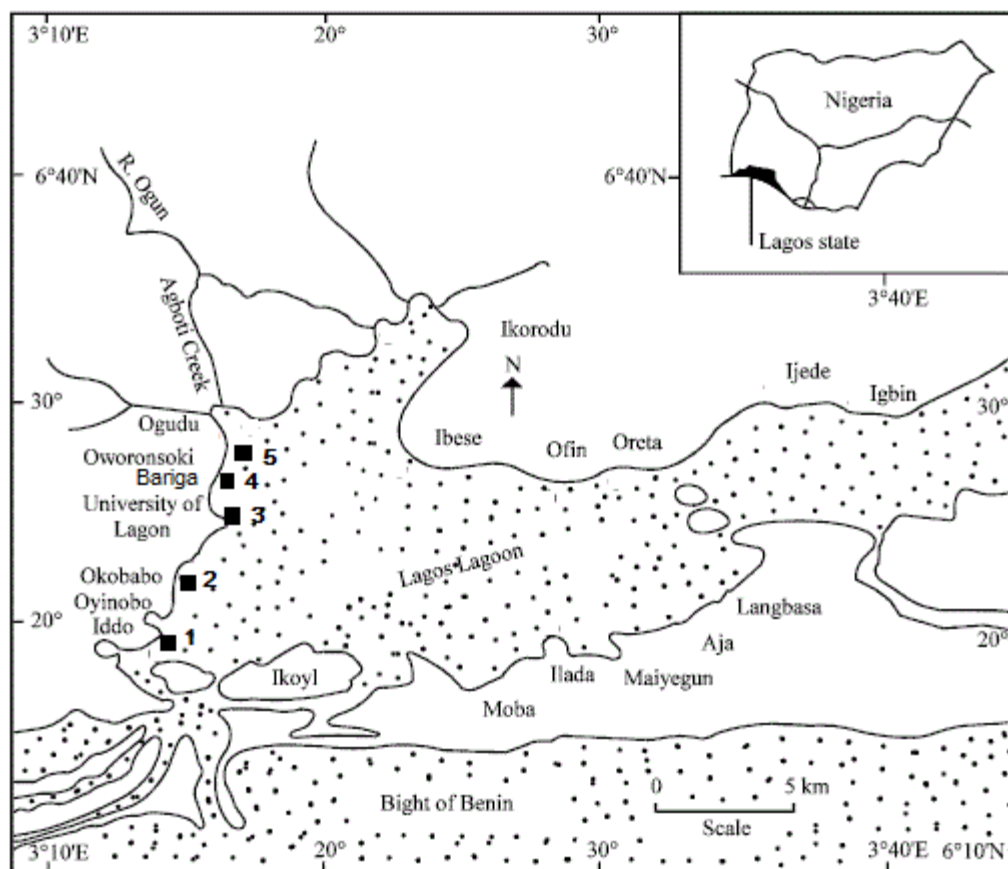 3°10'E
20°
30°
Nigeria
Lagos state
6°40'N
6°40'N
3°40'E
R. Ogun
Agboti Creek
Ikorodu
N
Ijede
Igbin
30°
30°
Ogudu
Ibese
Ofin
Oreta
Oworonsoki
5
Bariga
4
University of
Lagon
3
Lagos Lagoon
Okobabo
2
Oyinobo
Langbasa
20°
Iddo
1
Aja
20°
Ikoyl
Ilada
Maiyegun
Moba
0
5 km
Bight of Benin
Scale
3°10'E
20°
30°
3°40'E
6°10'N